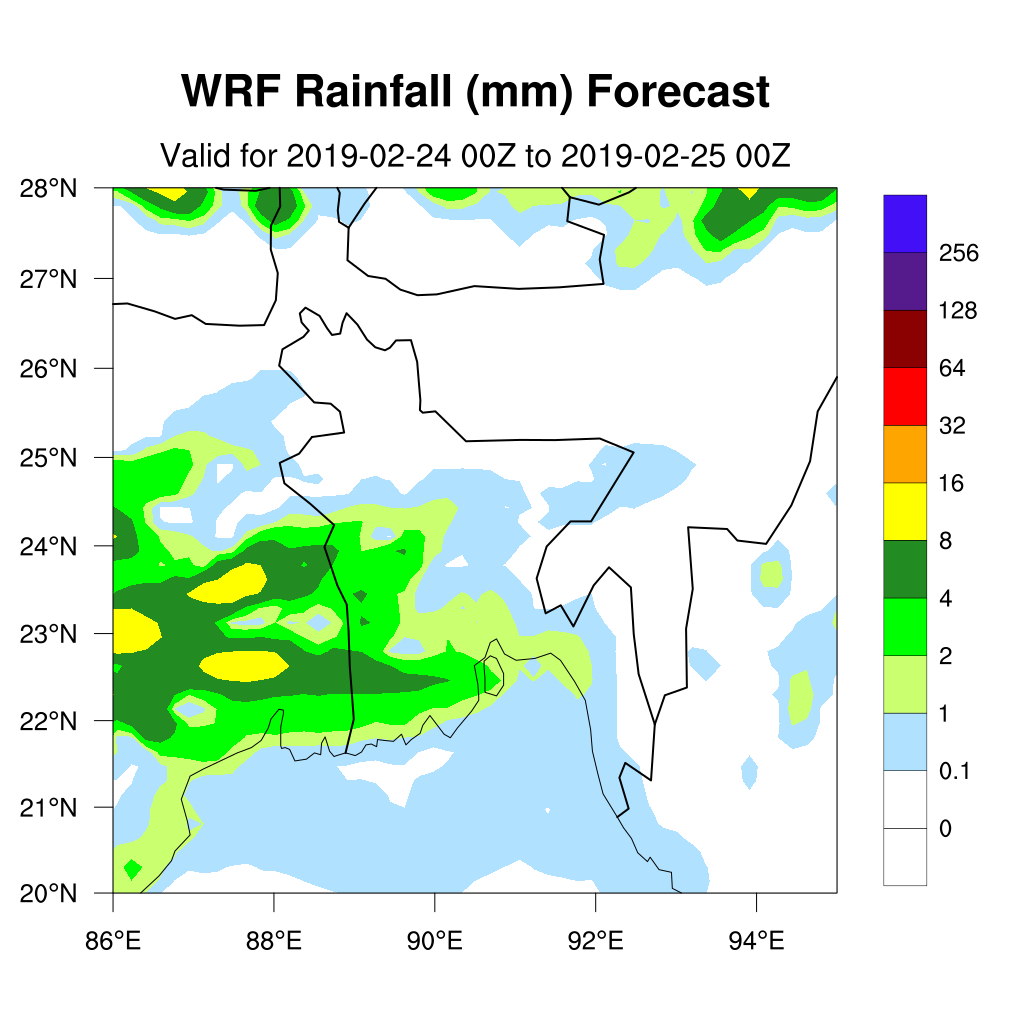 WRF Rainfall (mm) Forecast
Valid for 2019-02-24 00Z to 2019-02-25 00Z
28°N
27°N
26°N
25°N
24°N
23°N
22°N
21°N
20°N
86°E 88°E 90°E 92°E 94°E
256
128
64
32
16
8
4
2
1
0.1
0